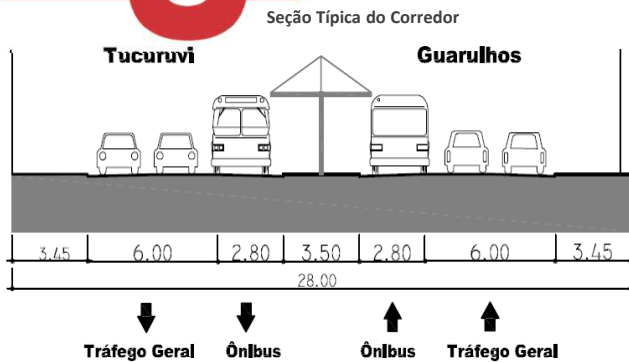 Seção Típica do Corredor
Tucuruvi Guarulhos
3.45 6.00 2.80 3.50 2.80 6.00 3.45
28.00
Tráfego Geral Ônibus Ônibus Tráfego Geral